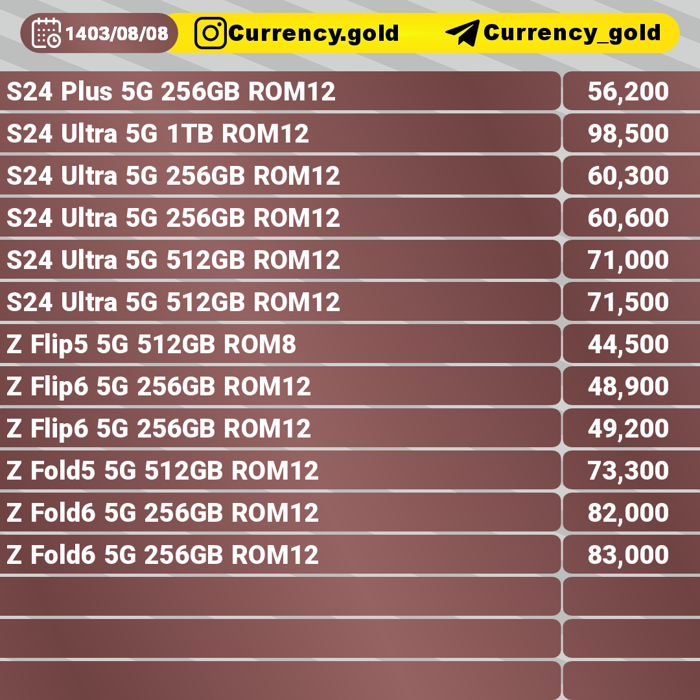 1403/08/08 Currency.gold Currency_gold
S24 Plus 5G 256GB ROM12 56,200
S24 Ultra 5G 1TB ROM12 98,500
S24 Ultra 5G 256GB ROM12 60,300
S24 Ultra 5G 256GB ROM12 60,600
S24 Ultra 5G 512GB ROM12 71,000
S24 Ultra 5G 512GB ROM12 71,500
Z Flip5 5G 512GB ROM8 44,500
Z Flip6 5G 256GB ROM12 48,900
Z Flip6 5G 256GB ROM12 49,200
Z Fold5 5G 512GB ROM12 73,300
Z Fold6 5G 256GB ROM12 82,000
Z Fold6 5G 256GB ROM12 83,000